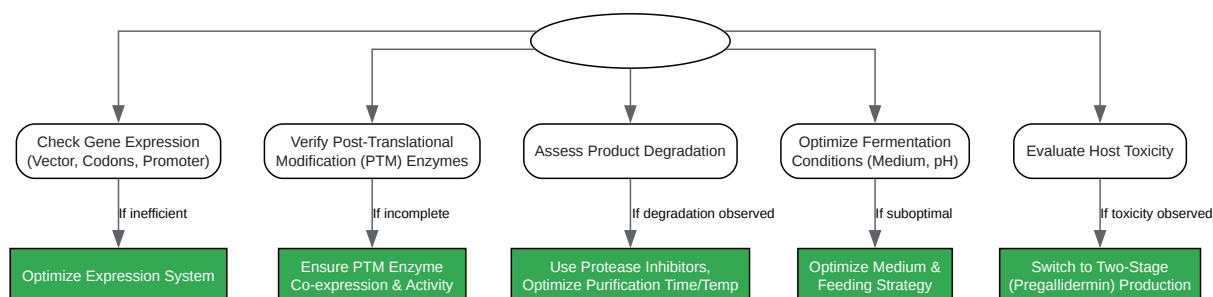 Check Gene Expression
(Vector, Codons, Promoter)
Verify Post-Translational
Modification (PTM) Enzymes
Assess Product Degradation
Optimize Fermentation
Conditions (Medium, pH)
Evaluate Host Toxicity
If inefficient
If incomplete
If degradation observed
If suboptimal
If toxicity observed
Optimize Expression System
Ensure PTM Enzyme
Co-expression & Activity
Use Protease Inhibitors,
Optimize Purification Time/Temp
Optimize Medium &
Feeding Strategy
Switch to Two-Stage
(Pregallidermin) Production